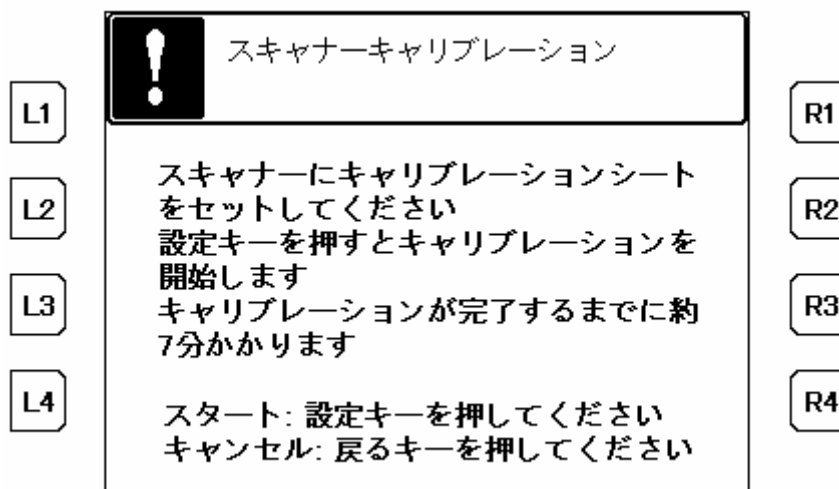 スキャナーキャリブレーション
L1
L2
L3
L4
スキャナーにキャリブレーションシート
をセットしてください
設定キーを押すとキャリブレーションを
開始します
キャリブレーションが完了するまでに約
7分かかります
スタート: 設定キーを押してください
キャンセル: 戻るキーを押してください
R1
R2
R3
R4